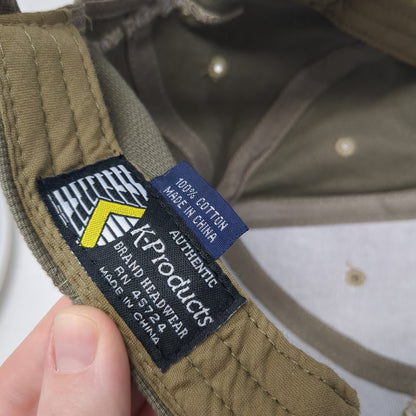 100% COTTON
MADE IN CHINA
AUTHENTIC
K-Products
BRAND HEADWEAR
RN 45724
MADE IN CHINA